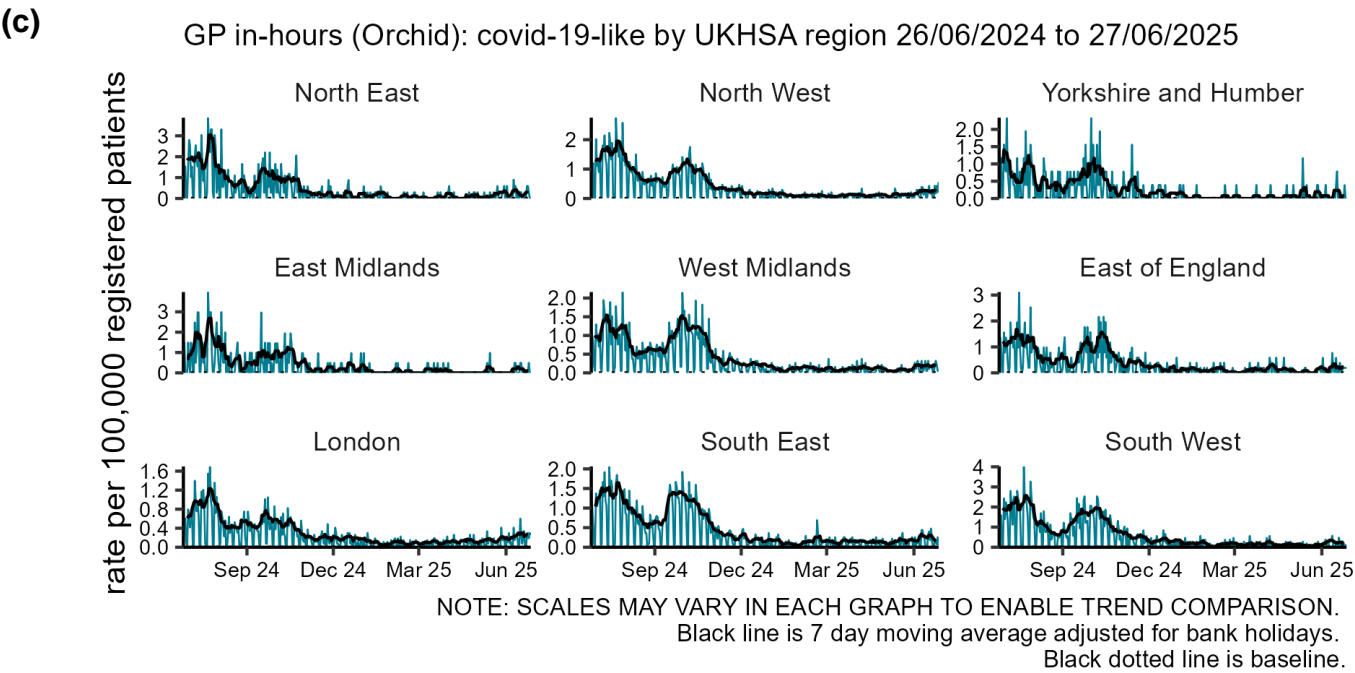 (c)
GP in-hours (Orchid): covid-19-like by UKHSA region 26/06/2024 to 27/06/2025
rate per 100,000 registered patients
North East
3
2
1
0
North West
2
1
0
Yorkshire and Humber
2.0
1.5
1.0
0.5
0.0
East Midlands
3
2
1
0
West Midlands
2.0
1.5
1.0
0.5
0.0
East of England
3
2
1
0
London
1.6
1.2
0.8
0.4
0.0
Sep 24 Dec 24 Mar 25 Jun 25
South East
2.0
1.5
1.0
0.5
0.0
Sep 24 Dec 24 Mar 25 Jun 25
South West
4
3
2
1
0
Sep 24 Dec 24 Mar 25 Jun 25
NOTE: SCALES MAY VARY IN EACH GRAPH TO ENABLE TREND COMPARISON.
Black line is 7 day moving average adjusted for bank holidays.
Black dotted line is baseline.